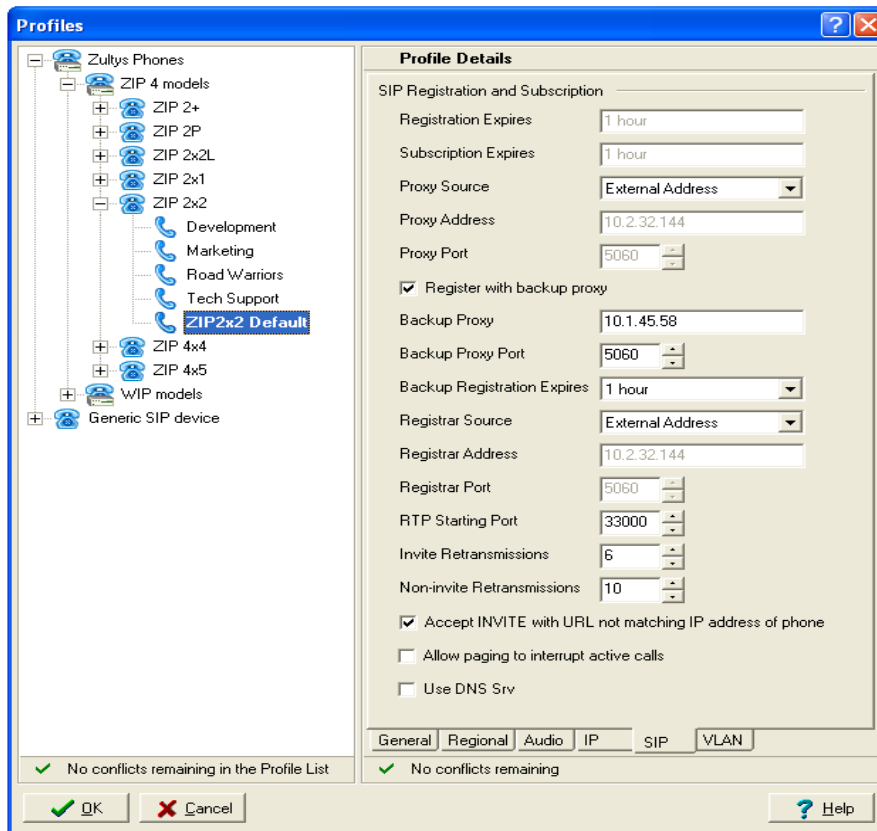 Profiles
Zultys Phones
ZIP 4 models
ZIP 2+
ZIP 2P
ZIP 2x2L
ZIP 2x1
ZIP 2x2
Development
Marketing
Road Warriors
Tech Support
ZIP2x2 Default
ZIP 4x4
ZIP 4x5
WIP models
Generic SIP device
No conflicts remaining in the Profile List
Profile Details
SIP Registration and Subscription
Registration Expires 1 hour
Subscription Expires 1 hour
Proxy Source External Address
Proxy Address 10.2.32.144
Proxy Port 5060
Register with backup proxy
Backup Proxy 10.1.45.58
Backup Proxy Port 5060
Backup Registration Expires 1 hour
Registrar Source External Address
Registrar Address 10.2.32.144
Registrar Port 5060
RTP Starting Port 33000
Invite Retransmissions 6
Non-invite Retransmissions 10
Accept INVITE with URL not matching IP address of phone
Allow paging to interrupt active calls
Use DNS Srv
General Regional Audio IP SIP VLAN
No conflicts remaining
OK Cancel Help